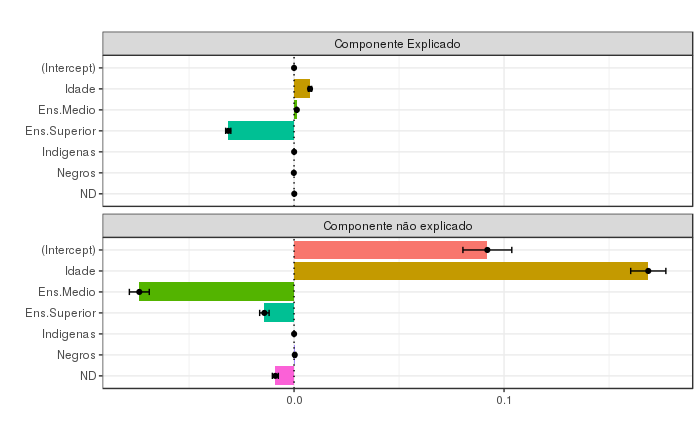 Componente Explicado
(Intercept)
Idade
Ens.Medio
Ens.Superior
Indigenas
Negros
ND
Componente não explicado
(Intercept)
Idade
Ens.Medio
Ens.Superior
Indigenas
Negros
ND
0.0 0.1